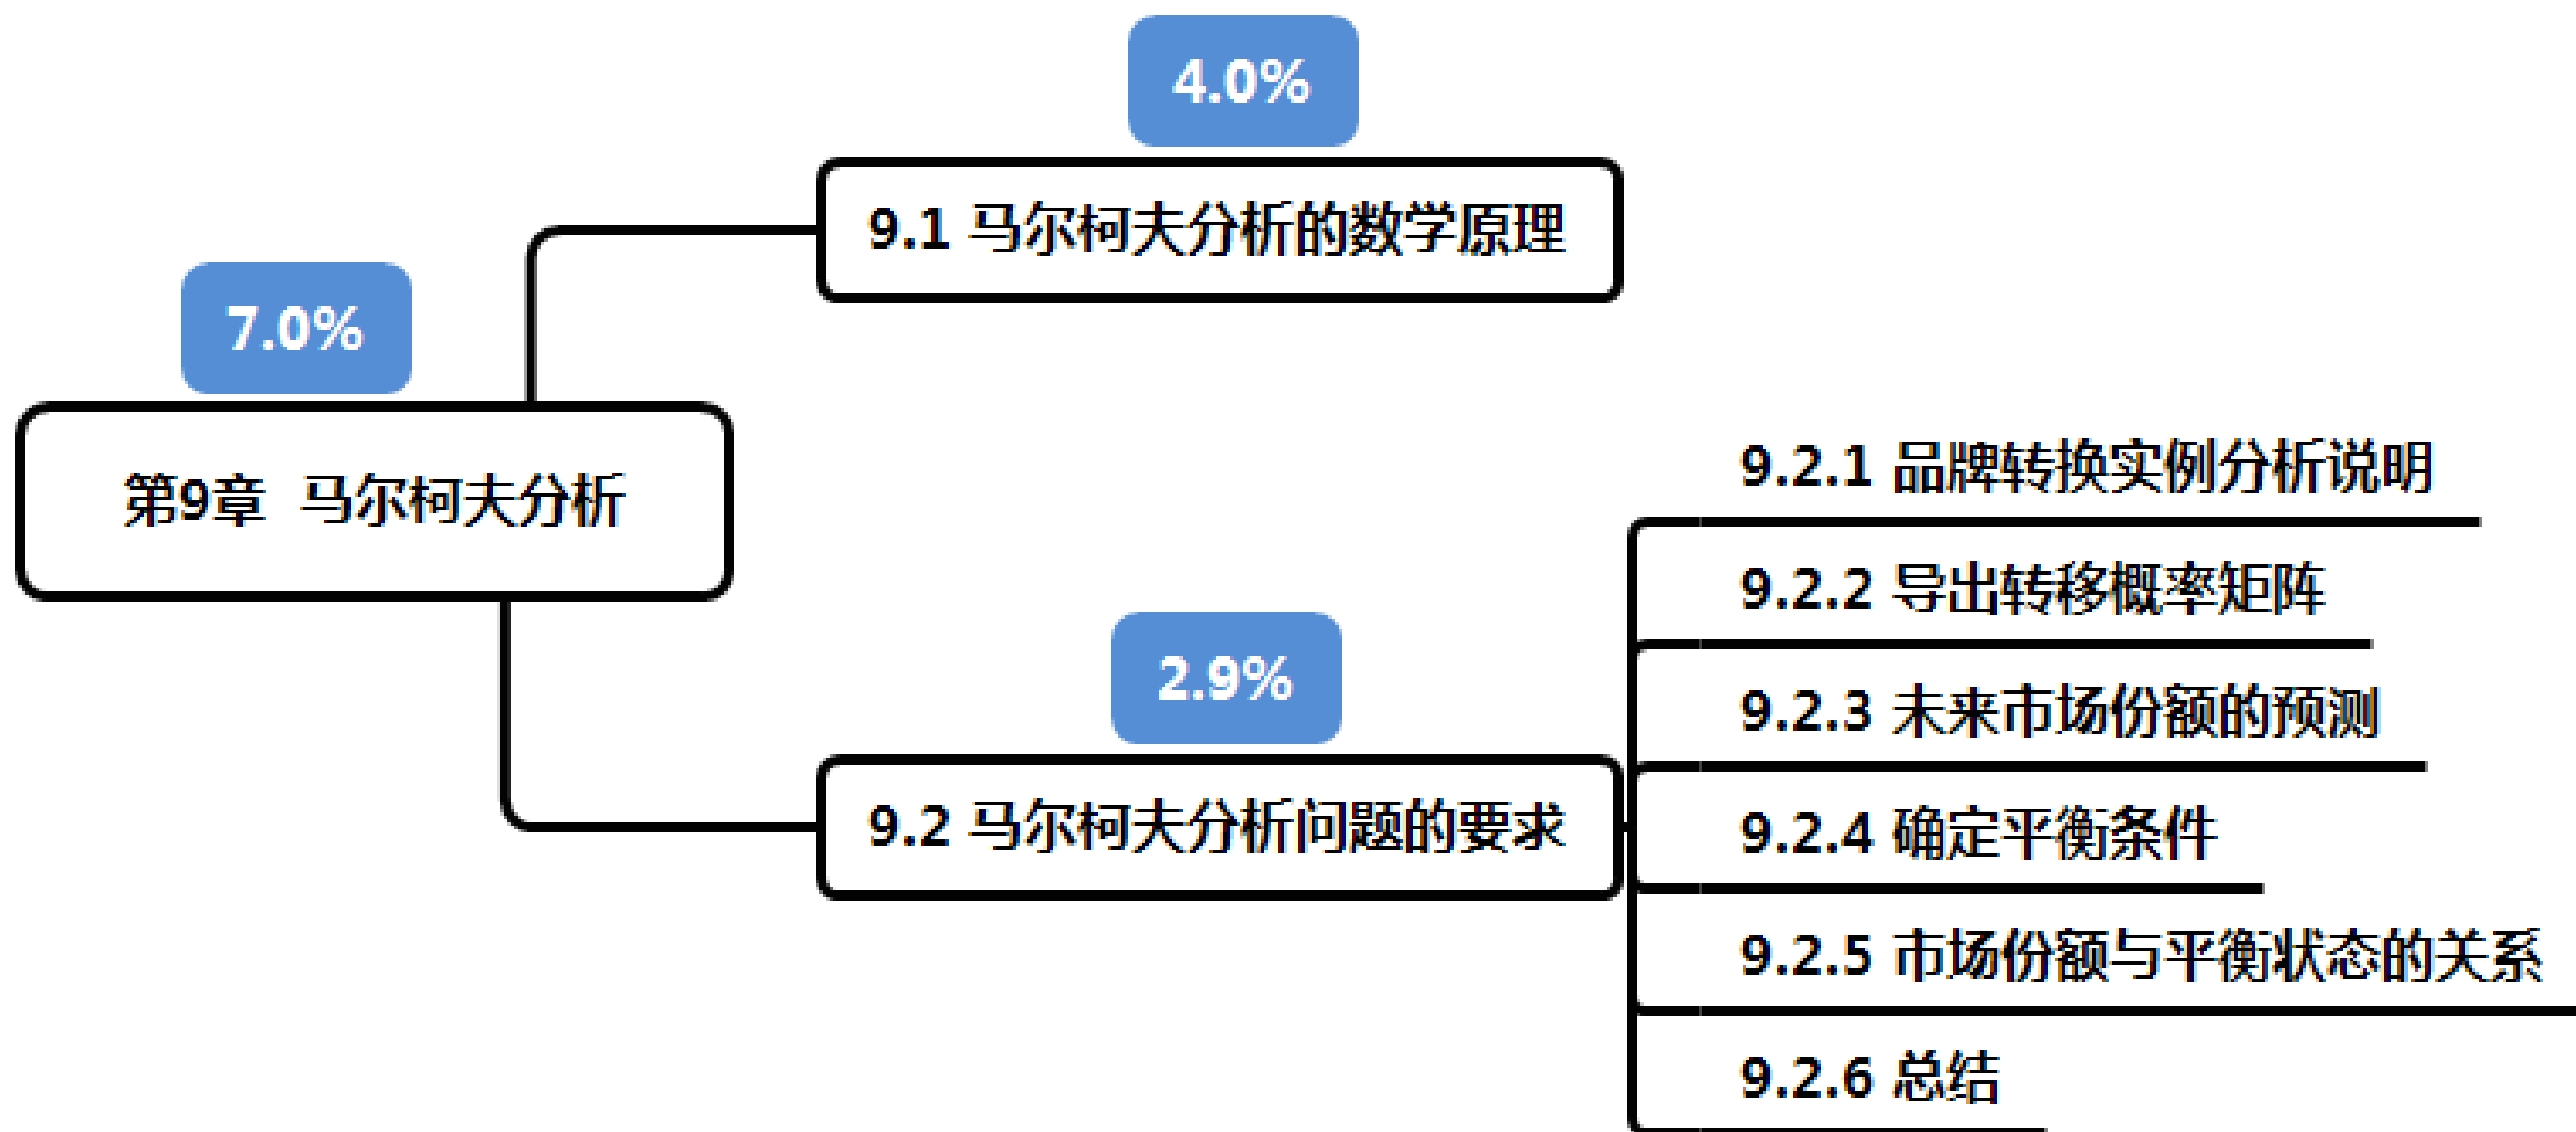 4.0%
9.1 马尔柯夫分析的数学原理
7.0%
第9章 马尔柯夫分析
2.9%
9.2 马尔柯夫分析问题的要求
9.2.1 品牌转换实例分析说明
9.2.2 导出转移概率矩阵
9.2.3 未来市场份额的预测
9.2.4 确定平衡条件
9.2.5 市场份额与平衡状态的关系
9.2.6 总结